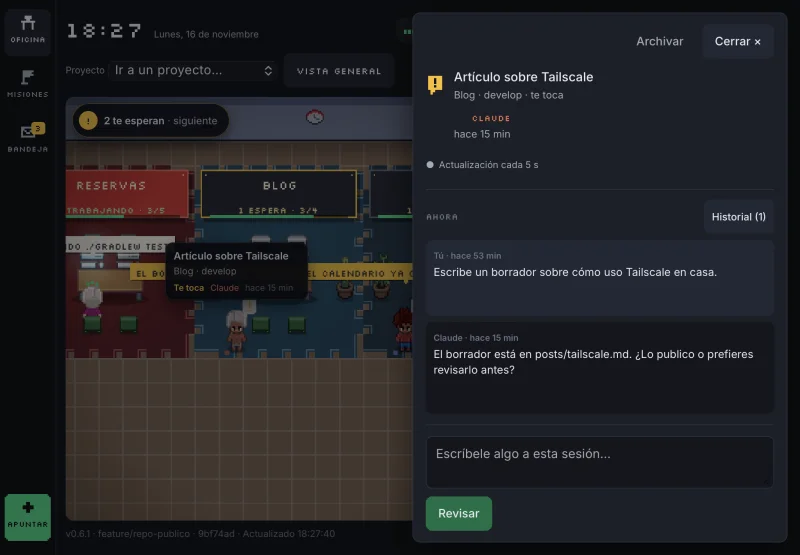 OFICINA
MISIONES
3
BANDEJA
APUNTAR
18:27
Lunes, 16 de noviembre
Proyecto
Ir a un proyecto...
VISTA GENERAL
! 2 te esperan · siguiente
RESERVAS
TRABAJANDO · 3/5
BLOG
1 ESPERA · 3/4
1
DO ./GRADLEW TEST
EL BO
EL CALENDARIO YA
Artículo sobre Tailscale
Blog · develop
Te toca Claude hace 15 min
v0.6.1 · feature/repo-publico · 9bf74ad · Actualizado 18:27:40
Archivar
Cerrar ×
Artículo sobre Tailscale
Blog · develop · te toca
CLAUDE
hace 15 min
Actualización cada 5 s
AHORA
Historial (1)
Tú · hace 53 min
Escribe un borrador sobre cómo uso Tailscale en casa.
Claude · hace 15 min
El borrador está en posts/tailscale.md. ¿Lo publico o prefieres
revisarlo antes?
Escríbele algo a esta sesión...
Revisar